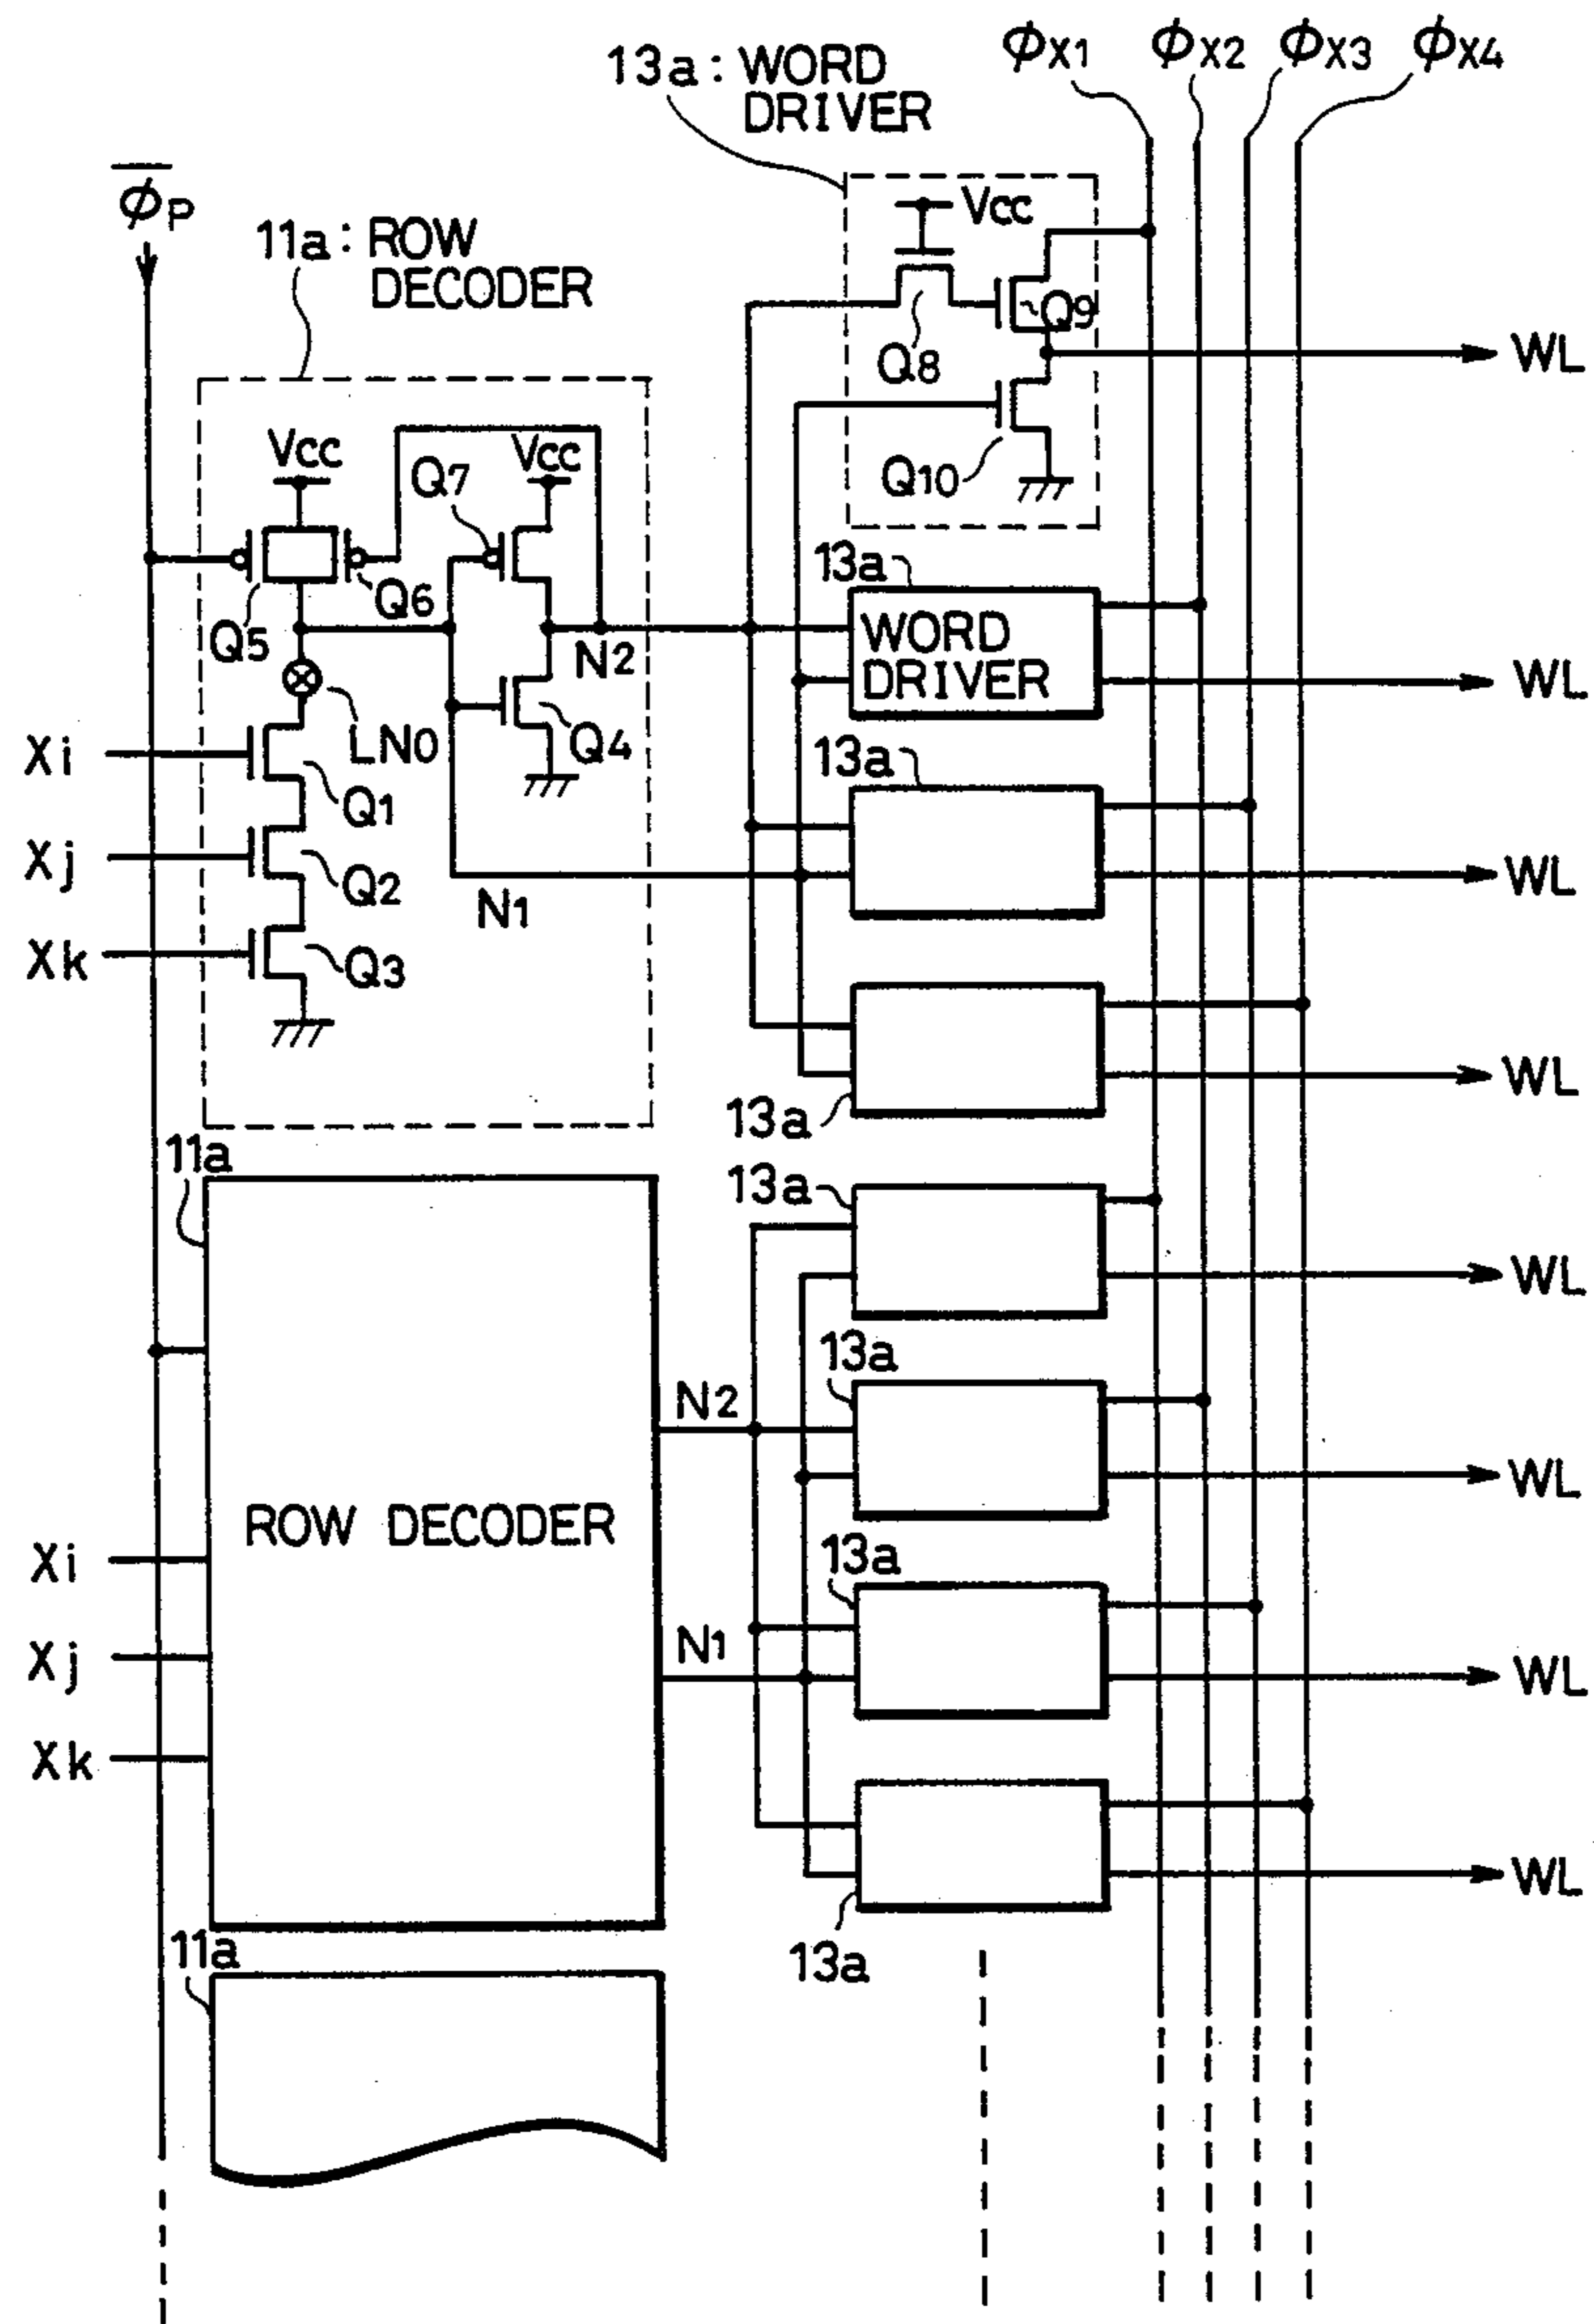 ϕX1 ϕX2 ϕX3 ϕX4
13a: WORD
DRIVER
ϕ̅P
11a: ROW
DECODER
Vcc
Q9
Q8
WL
Q10
Vcc
Q7
Vcc
Q5
Q6
N2
LN0
Q4
Xi
Q1
Xj
Q2
N1
Xk
Q3
13a
WORD
DRIVER
WL
13a
WL
13a
WL
11a
ROW DECODER
Xi
Xj
Xk
N2
N1
13a
WL
13a
WL
13a
WL
13a
WL
11a